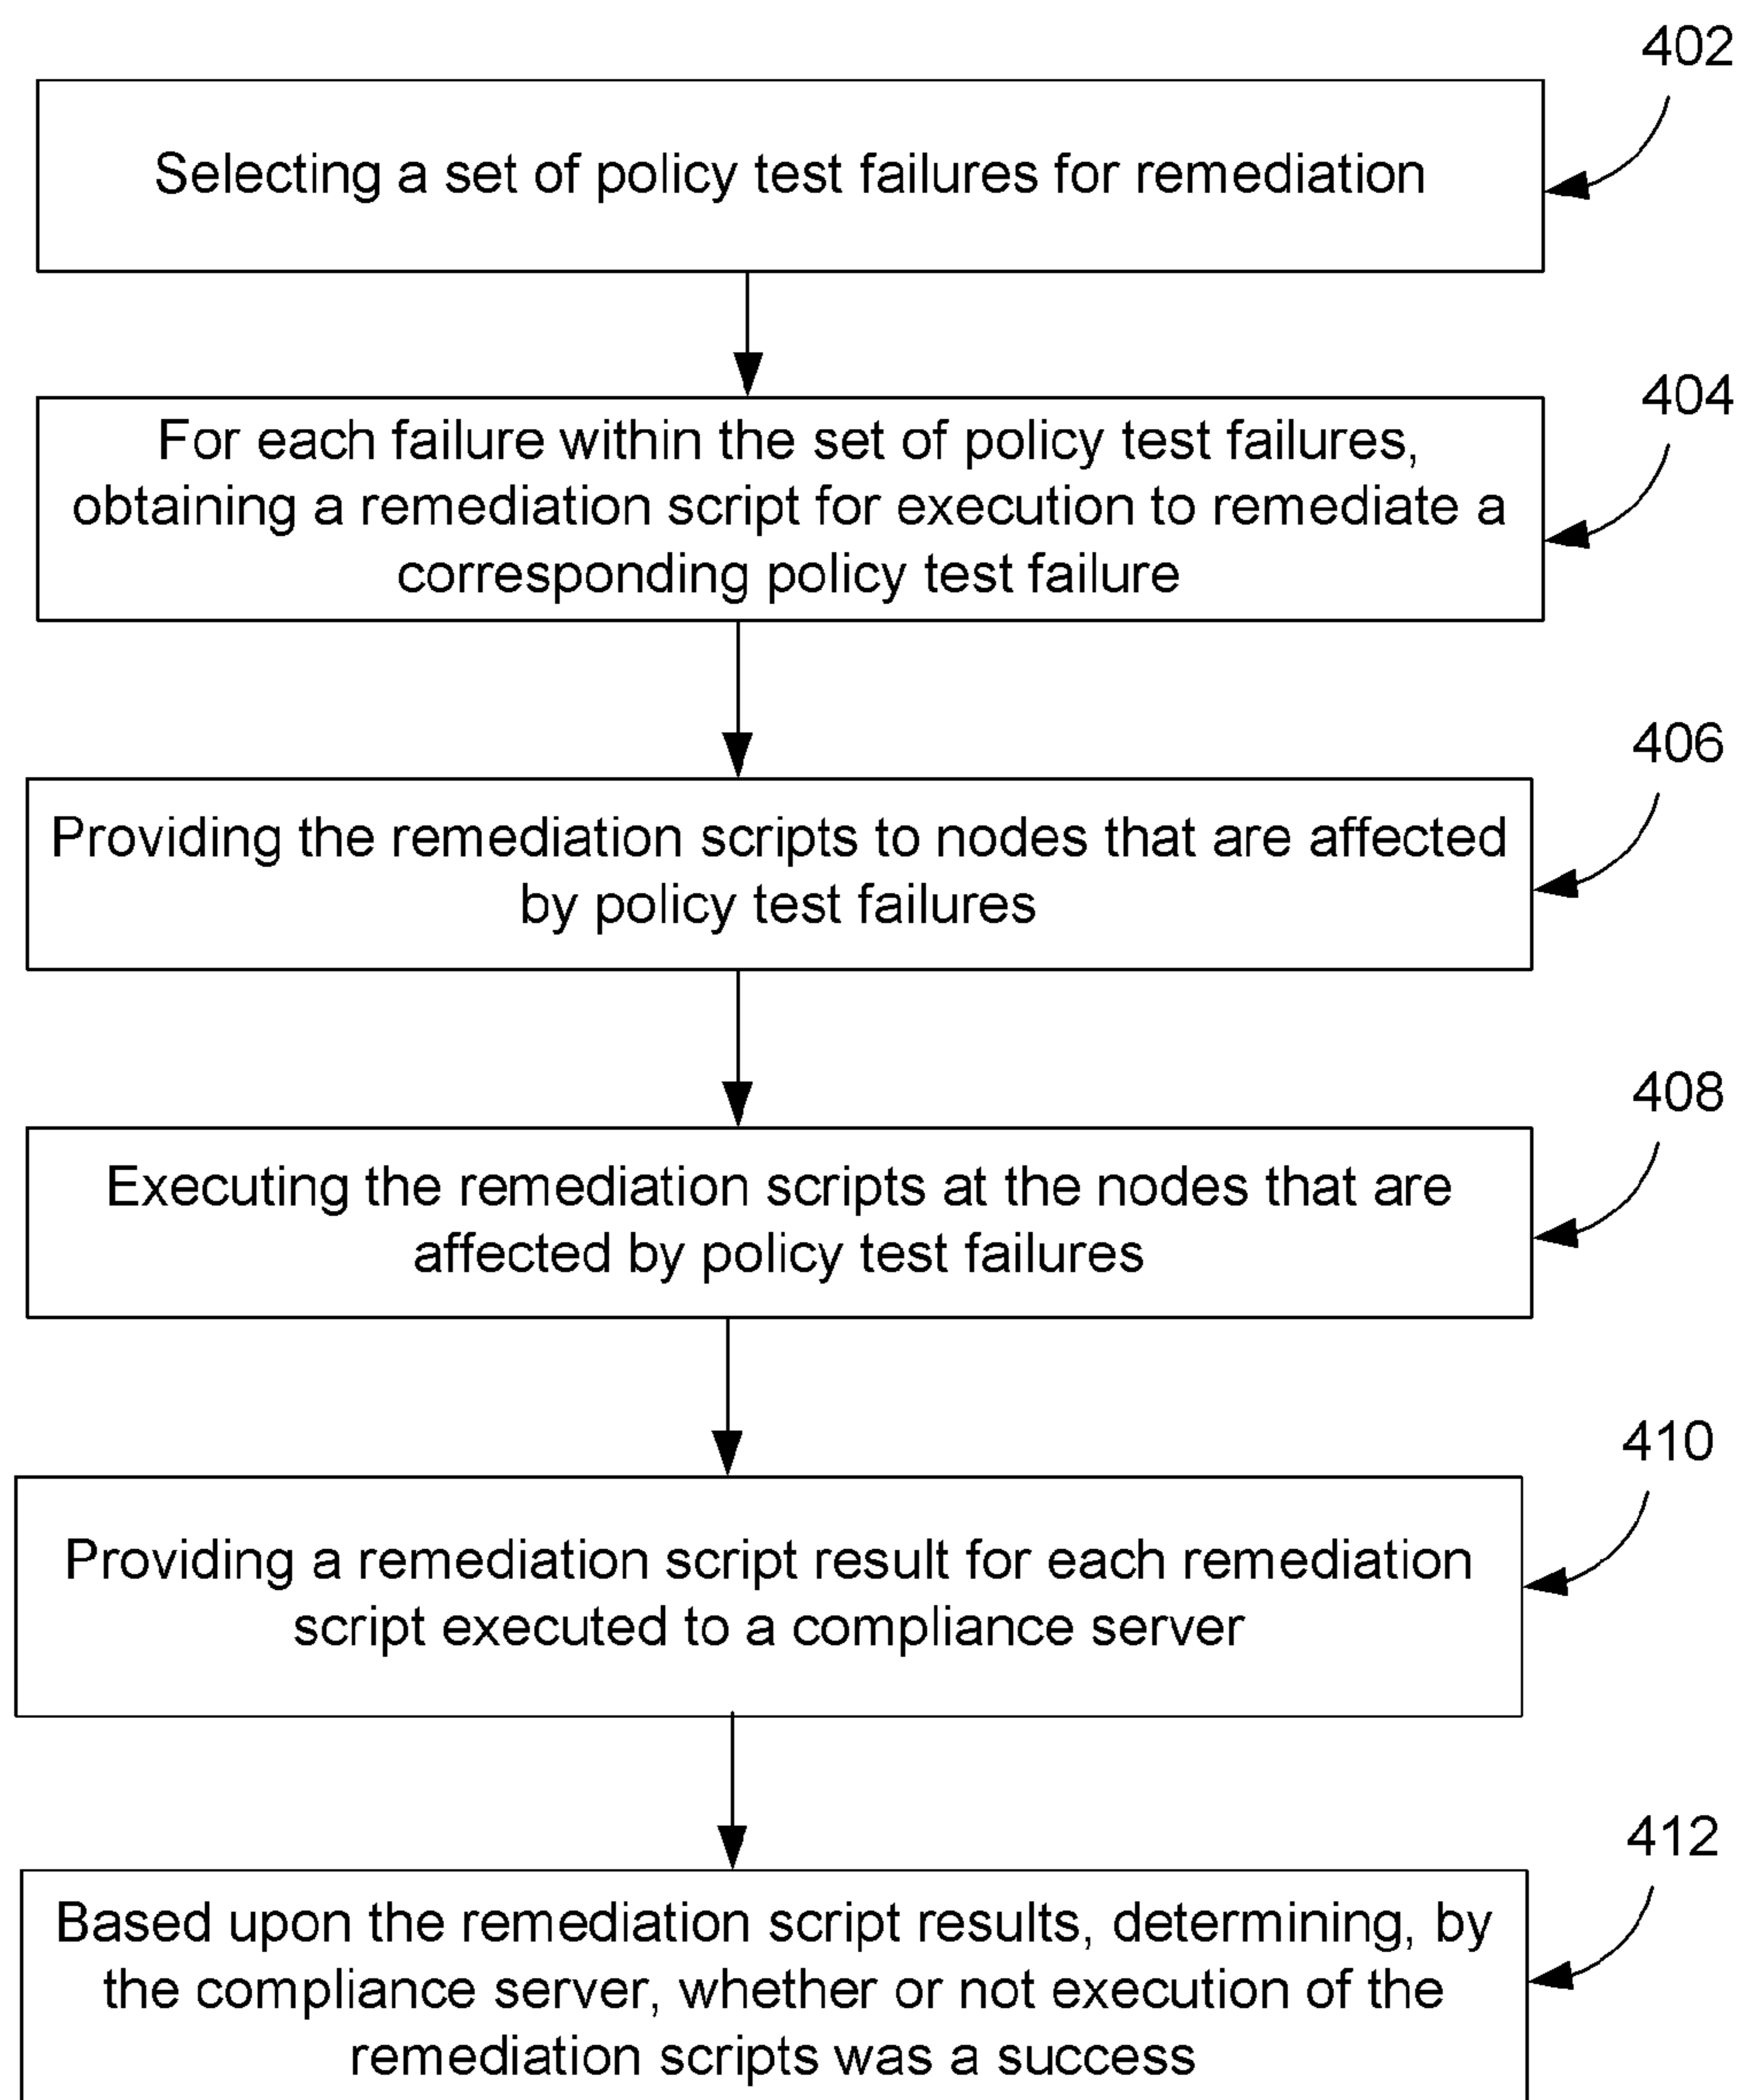 402
Selecting a set of policy test failures for remediation
404
For each failure within the set of policy test failures,
obtaining a remediation script for execution to remediate a
corresponding policy test failure
406
Providing the remediation scripts to nodes that are affected
by policy test failures
408
Executing the remediation scripts at the nodes that are
affected by policy test failures
410
Providing a remediation script result for each remediation
script executed to a compliance server
412
Based upon the remediation script results, determining, by
the compliance server, whether or not execution of the
remediation scripts was a success